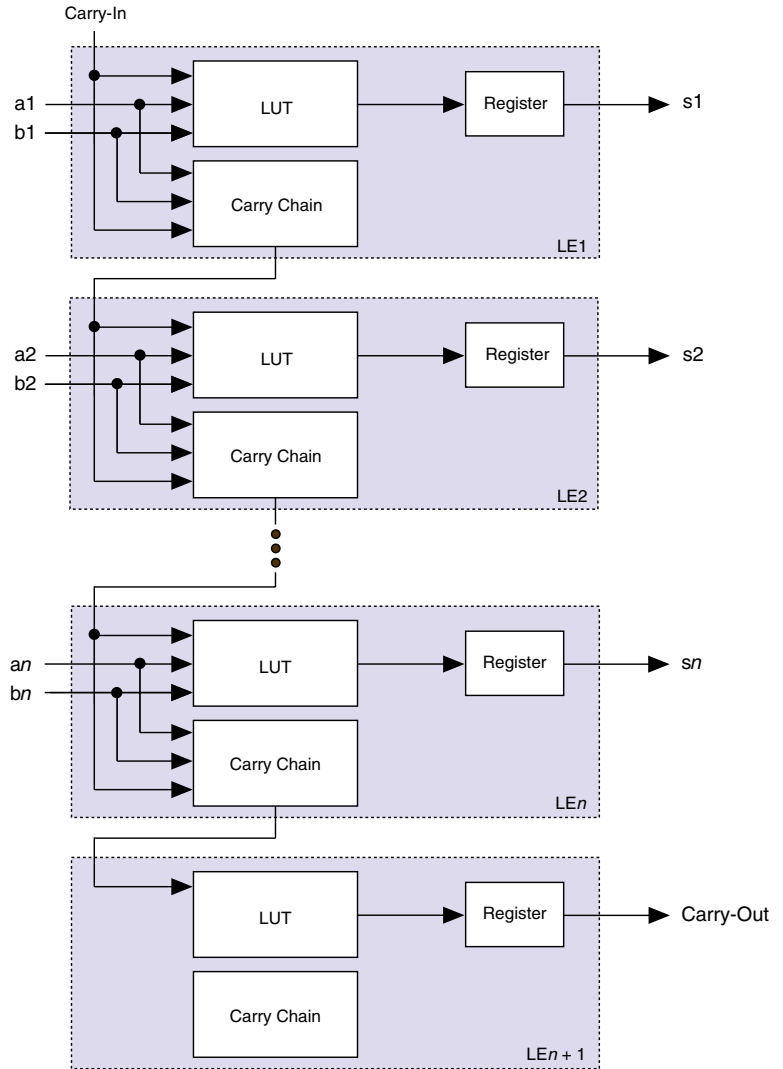 Carry-In
a1
b1
LUT
Register
s1
Carry Chain
LE1
a2
b2
LUT
Register
s2
Carry Chain
LE2
an
bn
LUT
Register
sn
Carry Chain
LEn
LUT
Register
Carry-Out
Carry Chain
LEn + 1